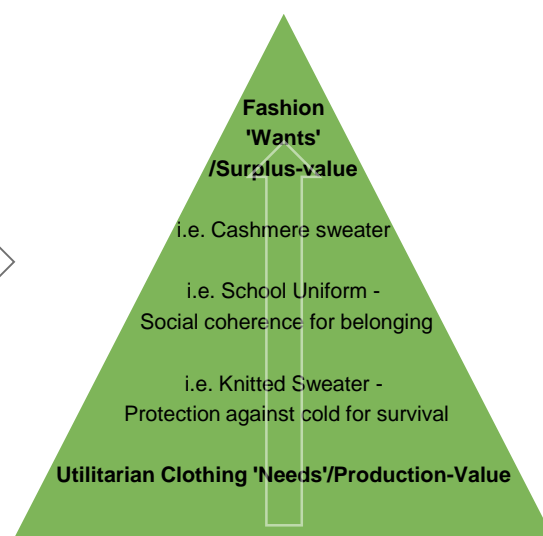 Fashion
'Wants'
/Surplus-value
i.e. Cashmere sweater
i.e. School Uniform -
Social coherence for belonging
i.e. Knitted Sweater -
Protection against cold for survival
Utilitarian Clothing 'Needs'/Production-Value